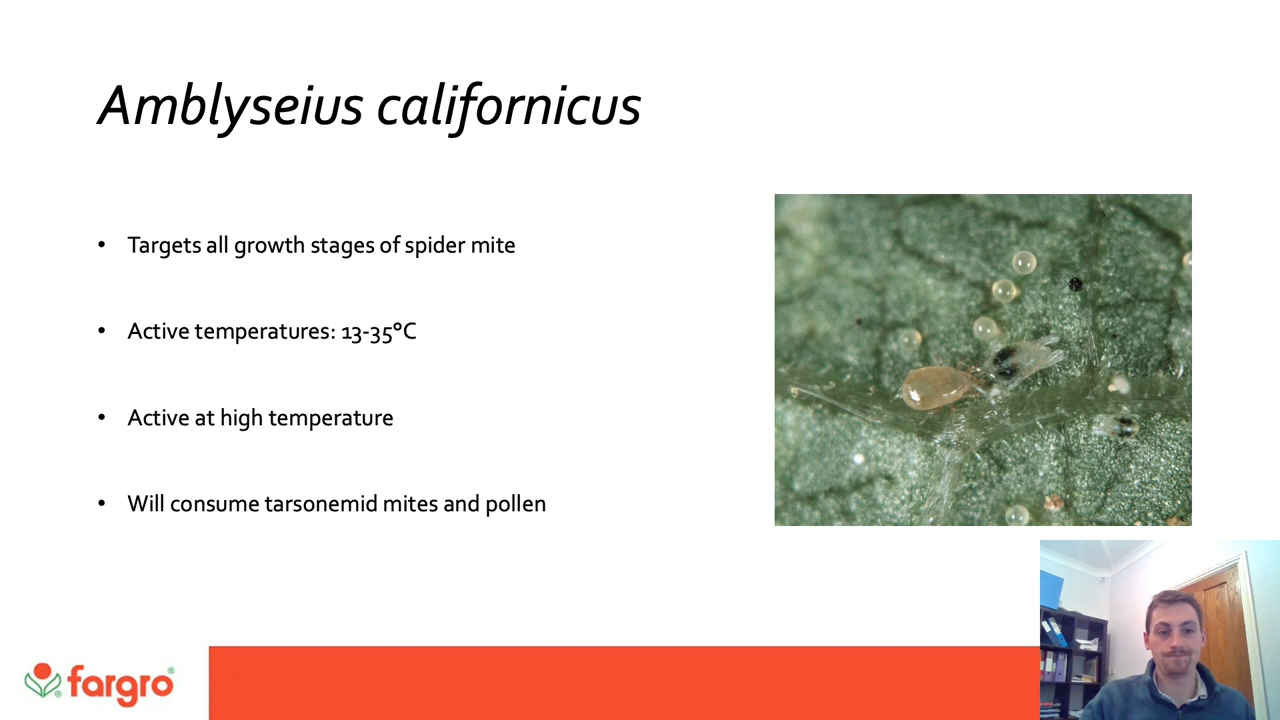 Amblyseius californicus
• Targets all growth stages of spider mite
• Active temperatures: 13-35°C
• Active at high temperature
• Will consume tarsonemid mites and pollen
fargro®